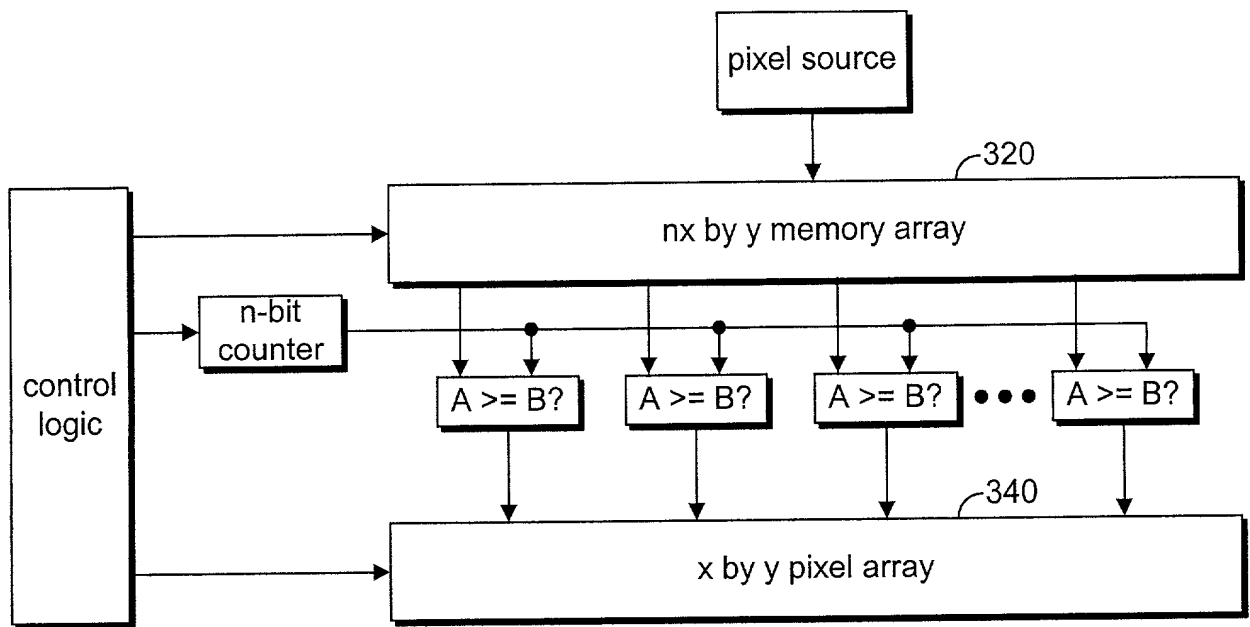 pixel source
320
nx by y memory array
n-bit
counter
control
logic
A >= B?
A >= B?
A >= B?
A >= B?
340
x by y pixel array